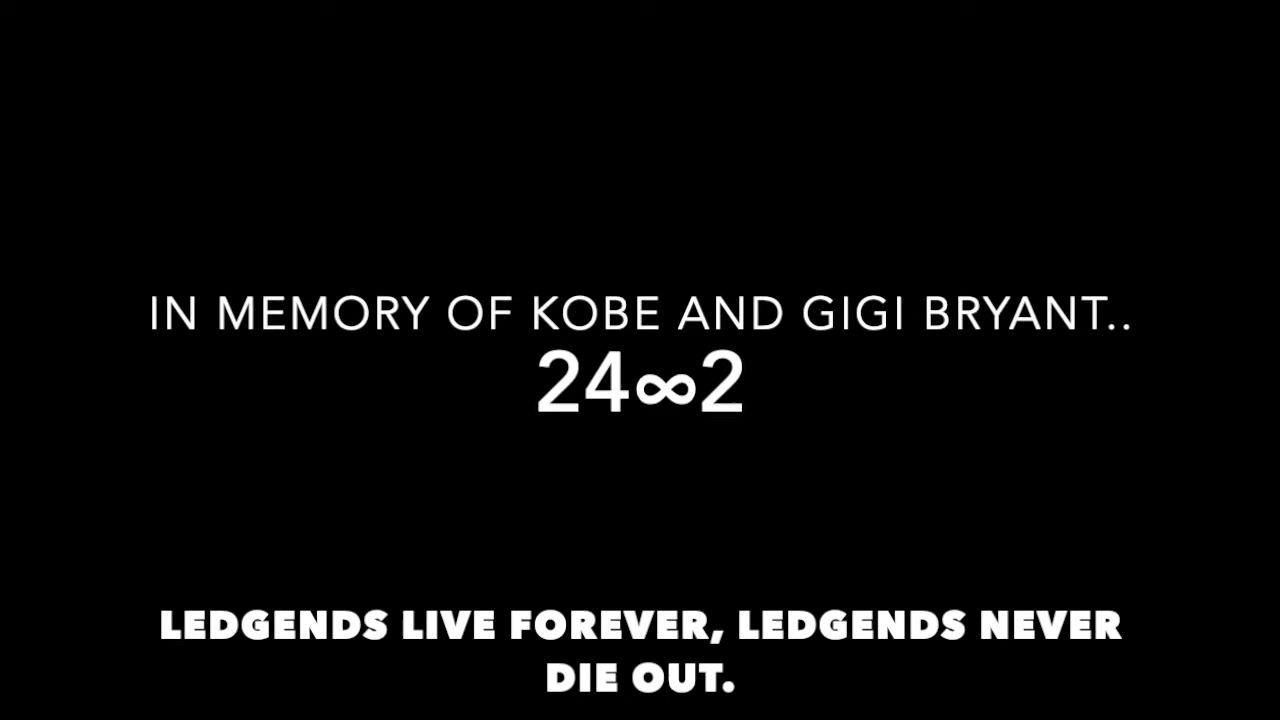 IN MEMORY OF KOBE AND GIGI BRYANT..
24∞2
LEDGENDS LIVE FOREVER, LEDGENDS NEVER
DIE OUT.